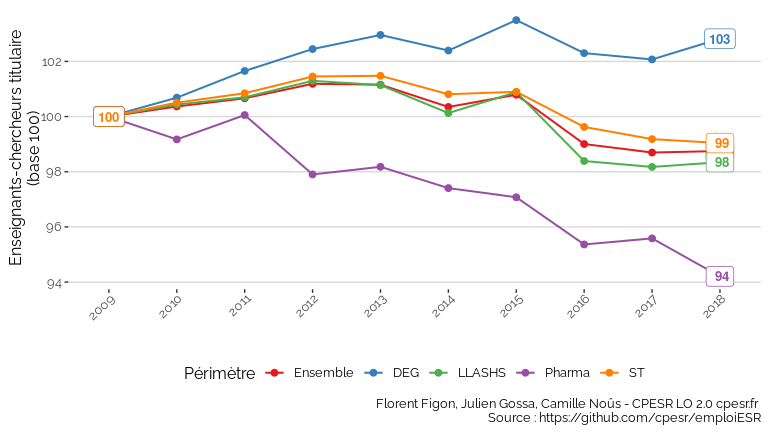 Enseignants-chercheurs titulaire
(base 100)
102
100
98
96
94
100
103
99
98
94
2009
2010
2011
2012
2013
2014
2015
2016
2017
2018
Périmètre
Ensemble
DEG
LLASHS
Pharma
ST
Florent Figon, Julien Gossa, Camille Noûs - CPESR LO 2.0 cpesr.fr
Source : https://github.com/cpesr/emploiESR